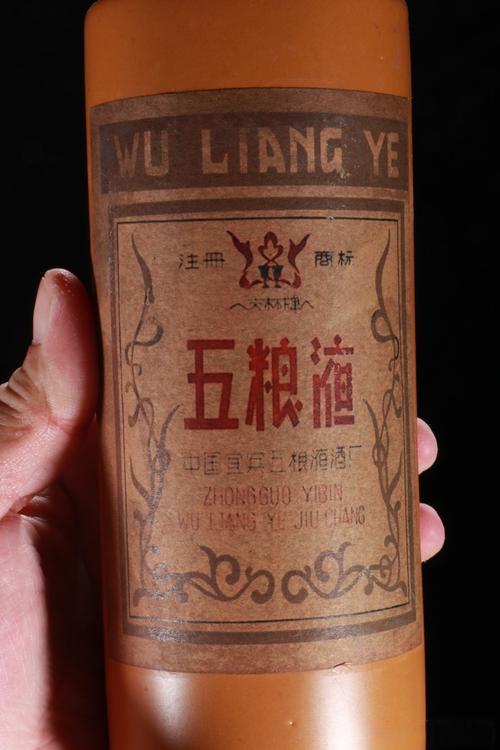 WU LIANG YE
注册 商标
五粮液
中国宜宾五粮液酒厂
ZHONGGUO YIBIN
WU LIANG YE JIU CHANG